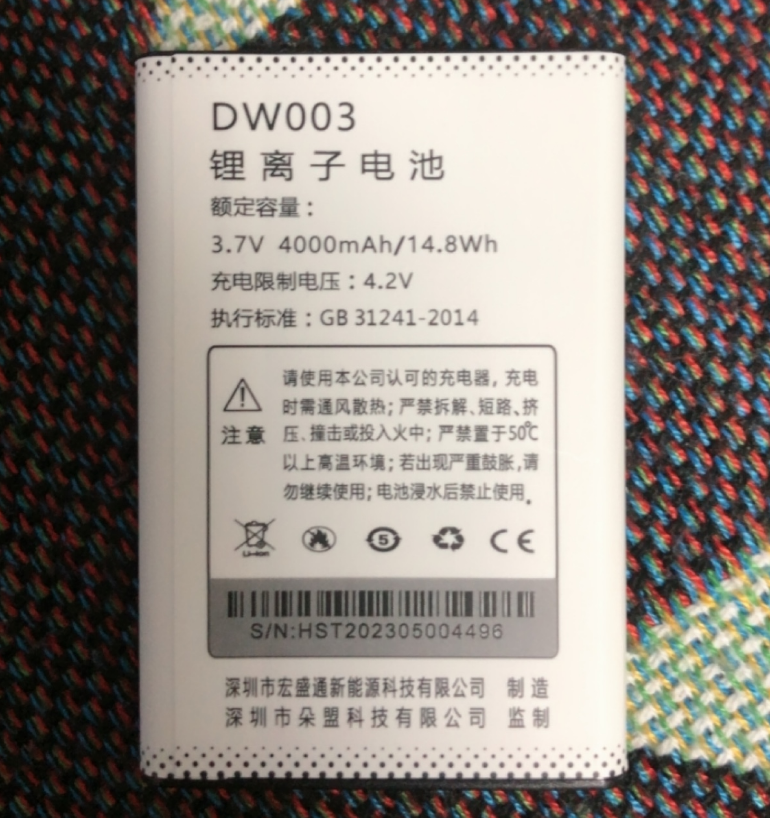 DW003
锂离子电池
额定容量：
3.7V 4000mAh/14.8Wh
充电限制电压：4.2V
执行标准：GB 31241-2014
请使用本公司认可的充电器，充电
时需通风散热；严禁拆解、短路、挤
压、撞击或投入火中；严禁置于50℃
以上高温环境；若出现严重鼓胀，请
勿继续使用；电池浸水后禁止使用。
注意
Li-ion
5
CE
S/N:HST202305004496
深圳市宏盛通新能源科技有限公司 制造
深圳市朵盟科技有限公司 监制